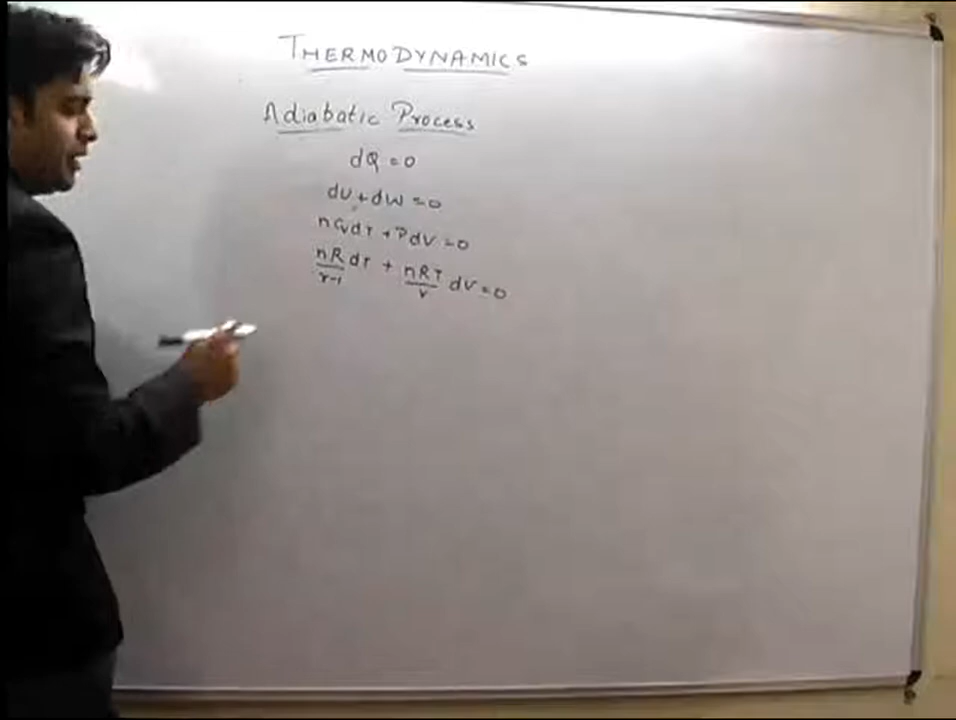 THERMODYNAMICS
Adiabatic Process
dQ = 0
dU + dW = 0
nCvdT + PdV = 0
nR/γ-1 dT + nRT/V dV = 0